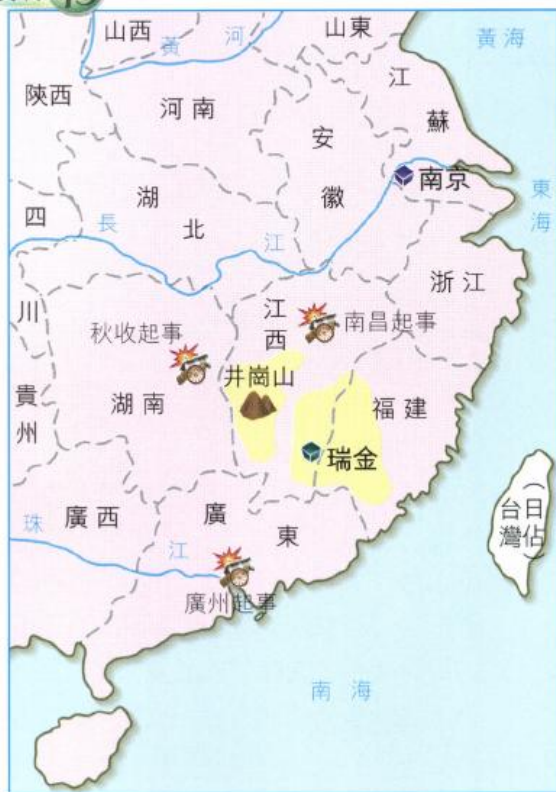 山西
黃河
山東
黃海
陝西
河南
江蘇
安徽
南京
東海
四川
湖北
長江
浙江
江西
南昌起事
秋收起事
井崗山
湖南
福建
貴州
瑞金
台灣
(日佔)
廣西
廣東
珠江
廣州起事
南海